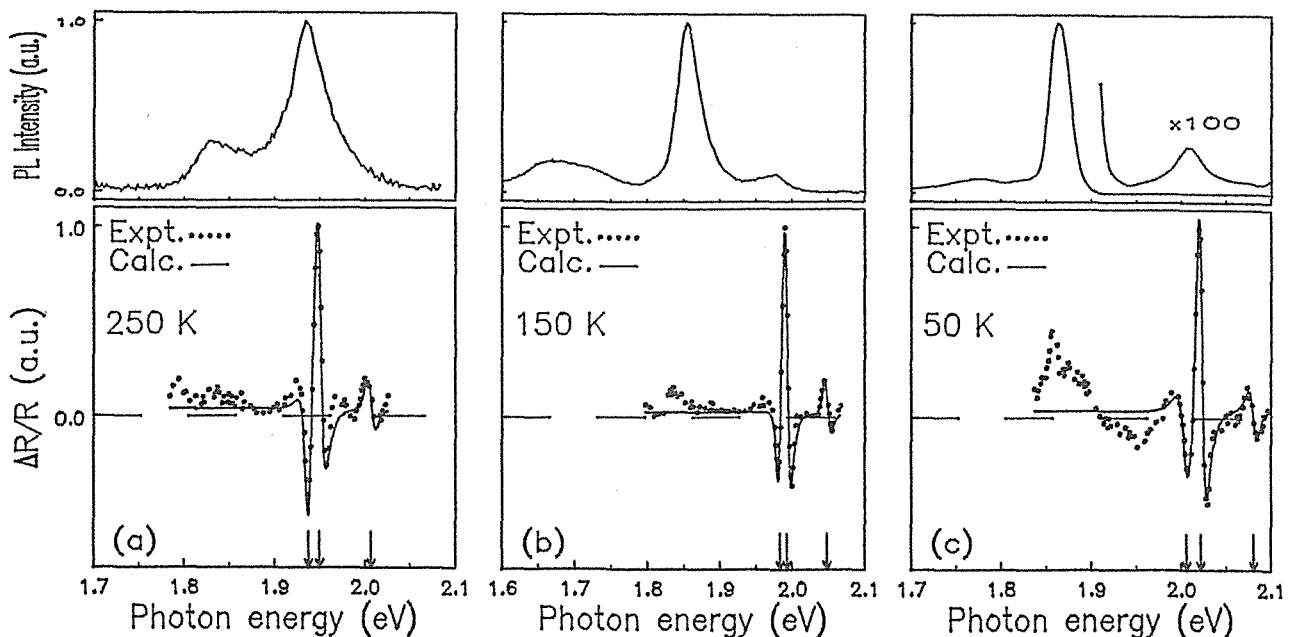 PL Intensity (a.u.)
1.0
0.0
x100
ΔR/R (a.u.)
1.0
0.0
Expt.
Calc.
250 K
(a)
Expt.
Calc.
150 K
(b)
Expt.
Calc.
50 K
(c)
1.7 1.8 1.9 2.0 2.1
1.6 1.7 1.8 1.9 2.0 2.1
1.7 1.8 1.9 2.0 2.1
Photon energy (eV)
Photon energy (eV)
Photon energy (eV)